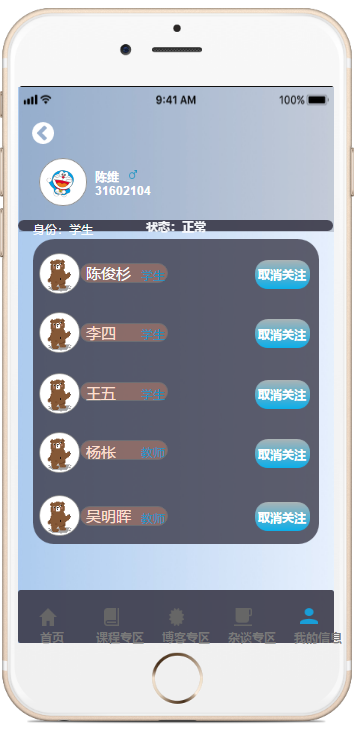 9:41 AM 100%
陈维 ♂
31602104
身份：学生 状态：正常
陈俊杉 学生 取消关注
李四 学生 取消关注
王五 学生 取消关注
杨枨 教师 取消关注
吴明晖 教师 取消关注
首页 课程专区 博客专区 杂谈专区 我的信息